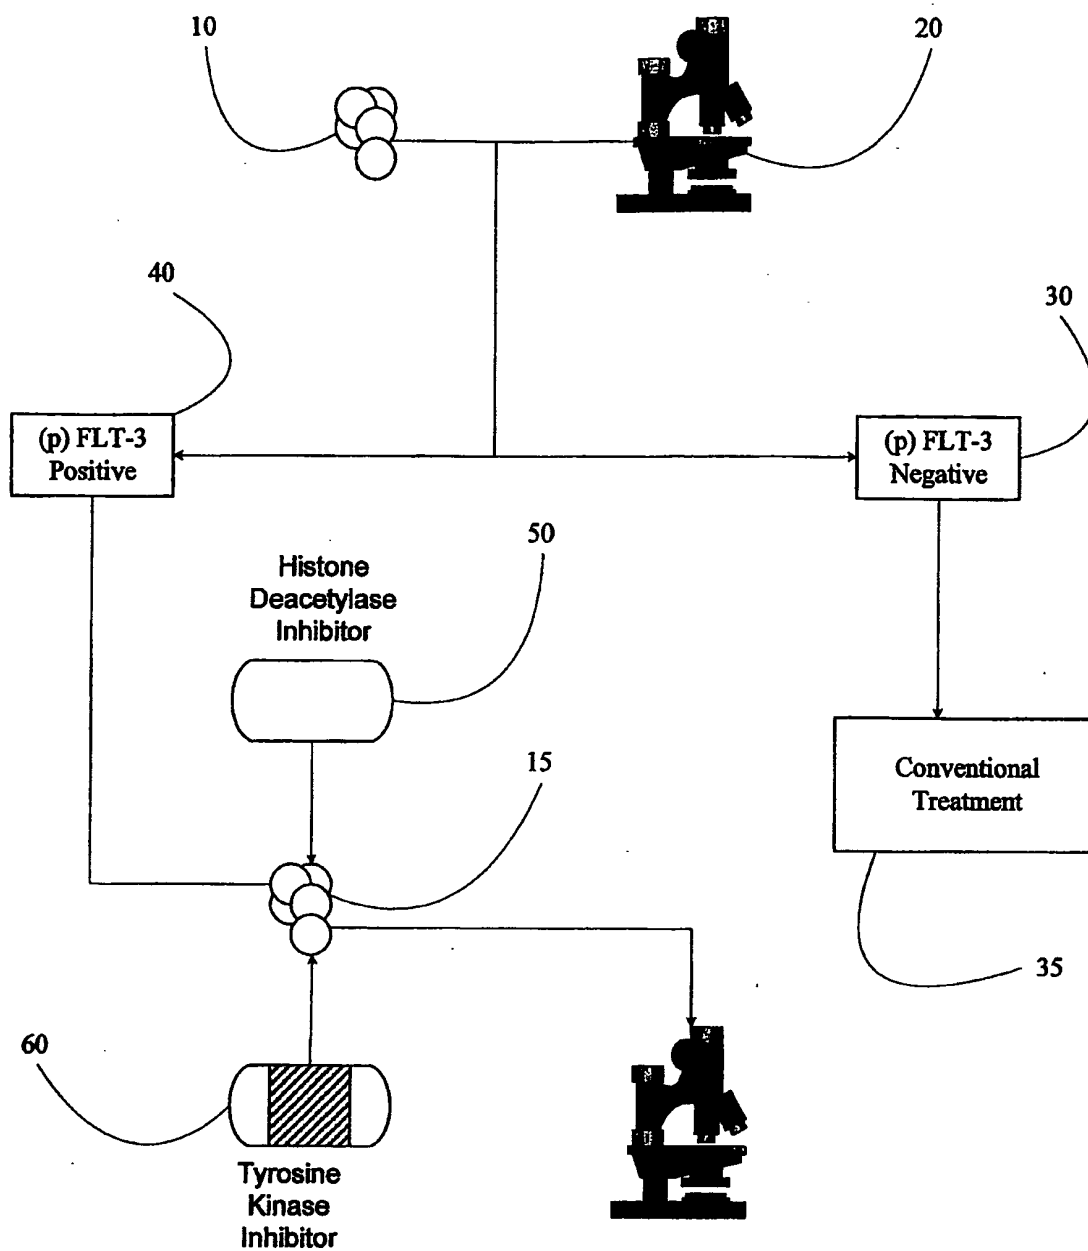 10
20
40
30
(p) FLT-3
Positive
(p) FLT-3
Negative
50
Histone
Deacetylase
Inhibitor
15
Conventional
Treatment
35
60
Tyrosine
Kinase
Inhibitor